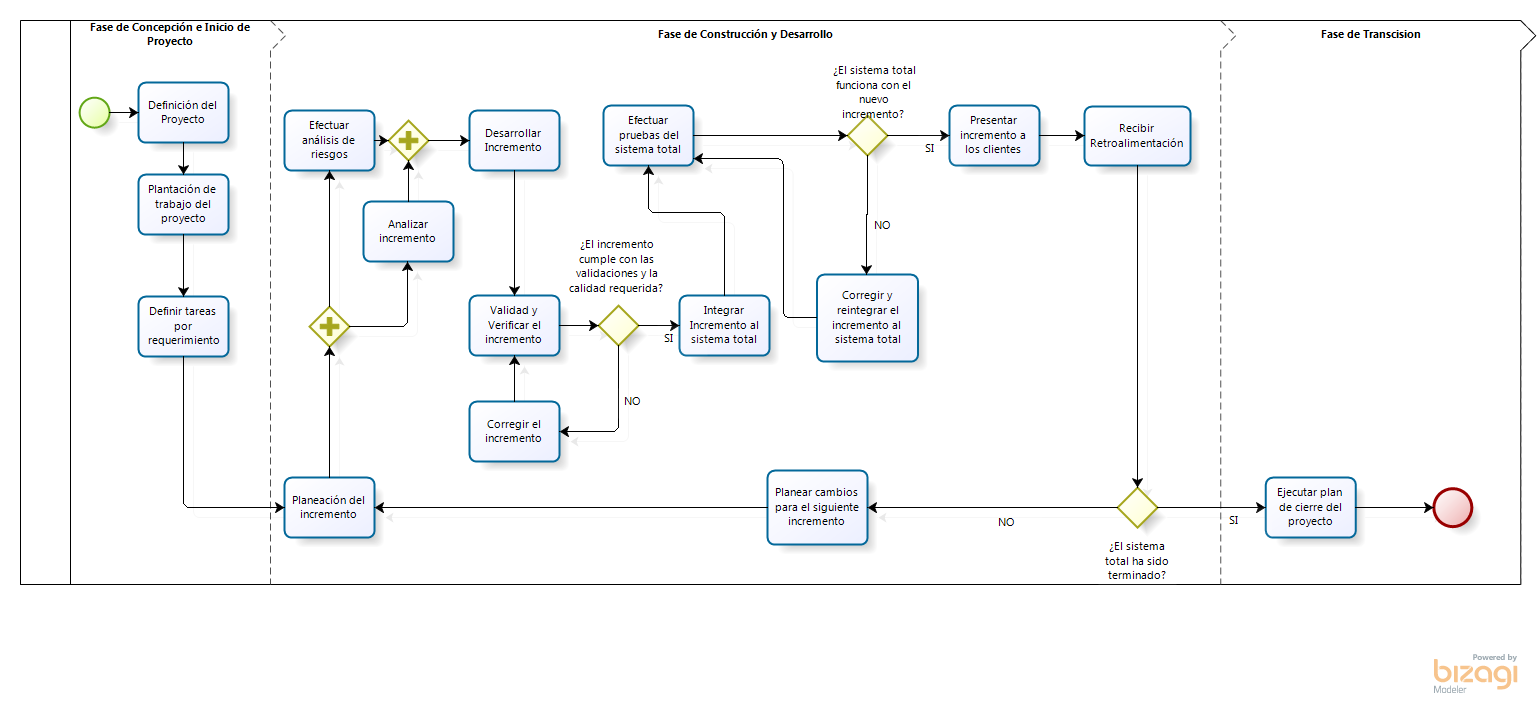 Fase de Concepción e Inicio de
Proyecto
Fase de Construcción y Desarrollo
Fase de Transcision
Definición del
Proyecto
Plantación de
trabajo del
proyecto
Definir tareas
por
requerimiento
Efectuar
análisis de
riesgos
Analizar
incremento
Planeación del
incremento
Desarrollar
Incremento
Validad y
Verificar el
incremento
Corregir el
incremento
¿El incremento
cumple con las
validaciones y la
calidad requerida?
SI
NO
Integrar
Incremento al
sistema total
Efectuar
pruebas del
sistema total
¿El sistema total
funciona con el
nuevo
incremento?
SI
NO
Corregir y
reintegrar el
incremento al
sistema total
Presentar
incremento a
los clientes
Recibir
Retroalimentación
¿El sistema
total ha sido
terminado?
NO
SI
Planear cambios
para el siguiente
incremento
Ejecutar plan
de cierre del
proyecto
Powered by
bizagi
Modeler